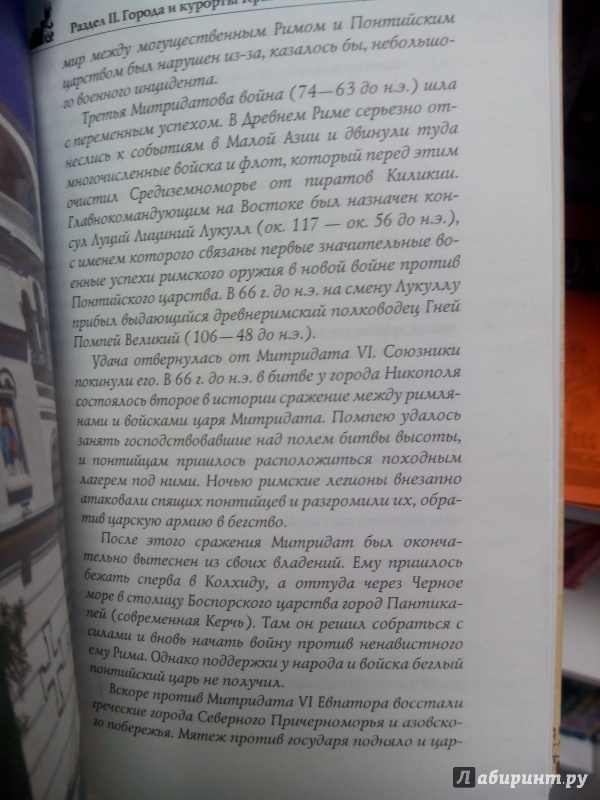 Раздел II. Города и курорты
мир между могущественным Римом и Понтийским
царством был нарушен из-за, казалось бы, небольшо-
го военного инцидента.
Третья Митридатова война (74—63 до н.э.) шла
с переменным успехом. В Древнем Риме серьезно от-
неслись к событиям в Малой Азии и двинули туда
многочисленные войска и флот, который перед этим
очистил Средиземноморье от пиратов Киликии.
Главнокомандующим на Востоке был назначен кон-
сул Луций Лициний Лукулл (ок. 117 — ок. 56 до н.э.),
с именем которого связаны первые значительные во-
енные успехи римского оружия в новой войне против
Понтийского царства. В 66 г. до н.э. на смену Лукуллу
прибыл выдающийся древнеримский полководец Гней
Помпей Великий (106—48 до н.э.).
Удача отвернулась от Митридата VI. Союзники
покинули его. В 66 г. до н.э. в битве у города Никополя
состоялось второе в истории сражение между римля-
нами и войсками царя Митридата. Помпею удалось
занять господствовавшие над полем битвы высоты,
и понтийцам пришлось расположиться походным
лагерем под ними. Ночью римские легионы внезапно
атаковали спящих понтийцев и разгромили их, обра-
тив царскую армию в бегство.
После этого сражения Митридат был оконча-
тельно вытеснен из своих владений. Ему пришлось
бежать сперва в Колхиду, а оттуда через Черное
море в столицу Боспорского царства город Пантика-
пей (современная Керчь). Там он решил собраться с
силами и вновь начать войну против ненавистного
ему Рима. Однако поддержки у народа и войска беглый
понтийский царь не получил.
Вскоре против Митридата VI Евпатора восстали
греческие города Северного Причерноморья и азовско-
го побережья. Мятеж против государя подняло и цар-
Лабиринт.ру